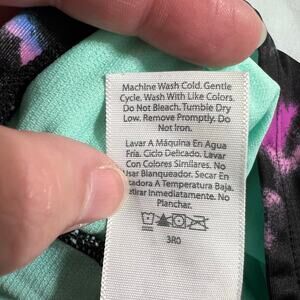 Machine Wash Cold. Gentle
Cycle. Wash With Like Colors.
Do Not Bleach. Tumble Dry
Low. Remove Promptly. Do
Not Iron.
Lavar A Máquina En Agua
Fría. Ciclo Delicado. Lavar
Con Colores Similares. No
Usar Blanqueador. Secar En
tadora A Temperatura Baja.
etirar Inmediatamente. No
Planchar.
3R0